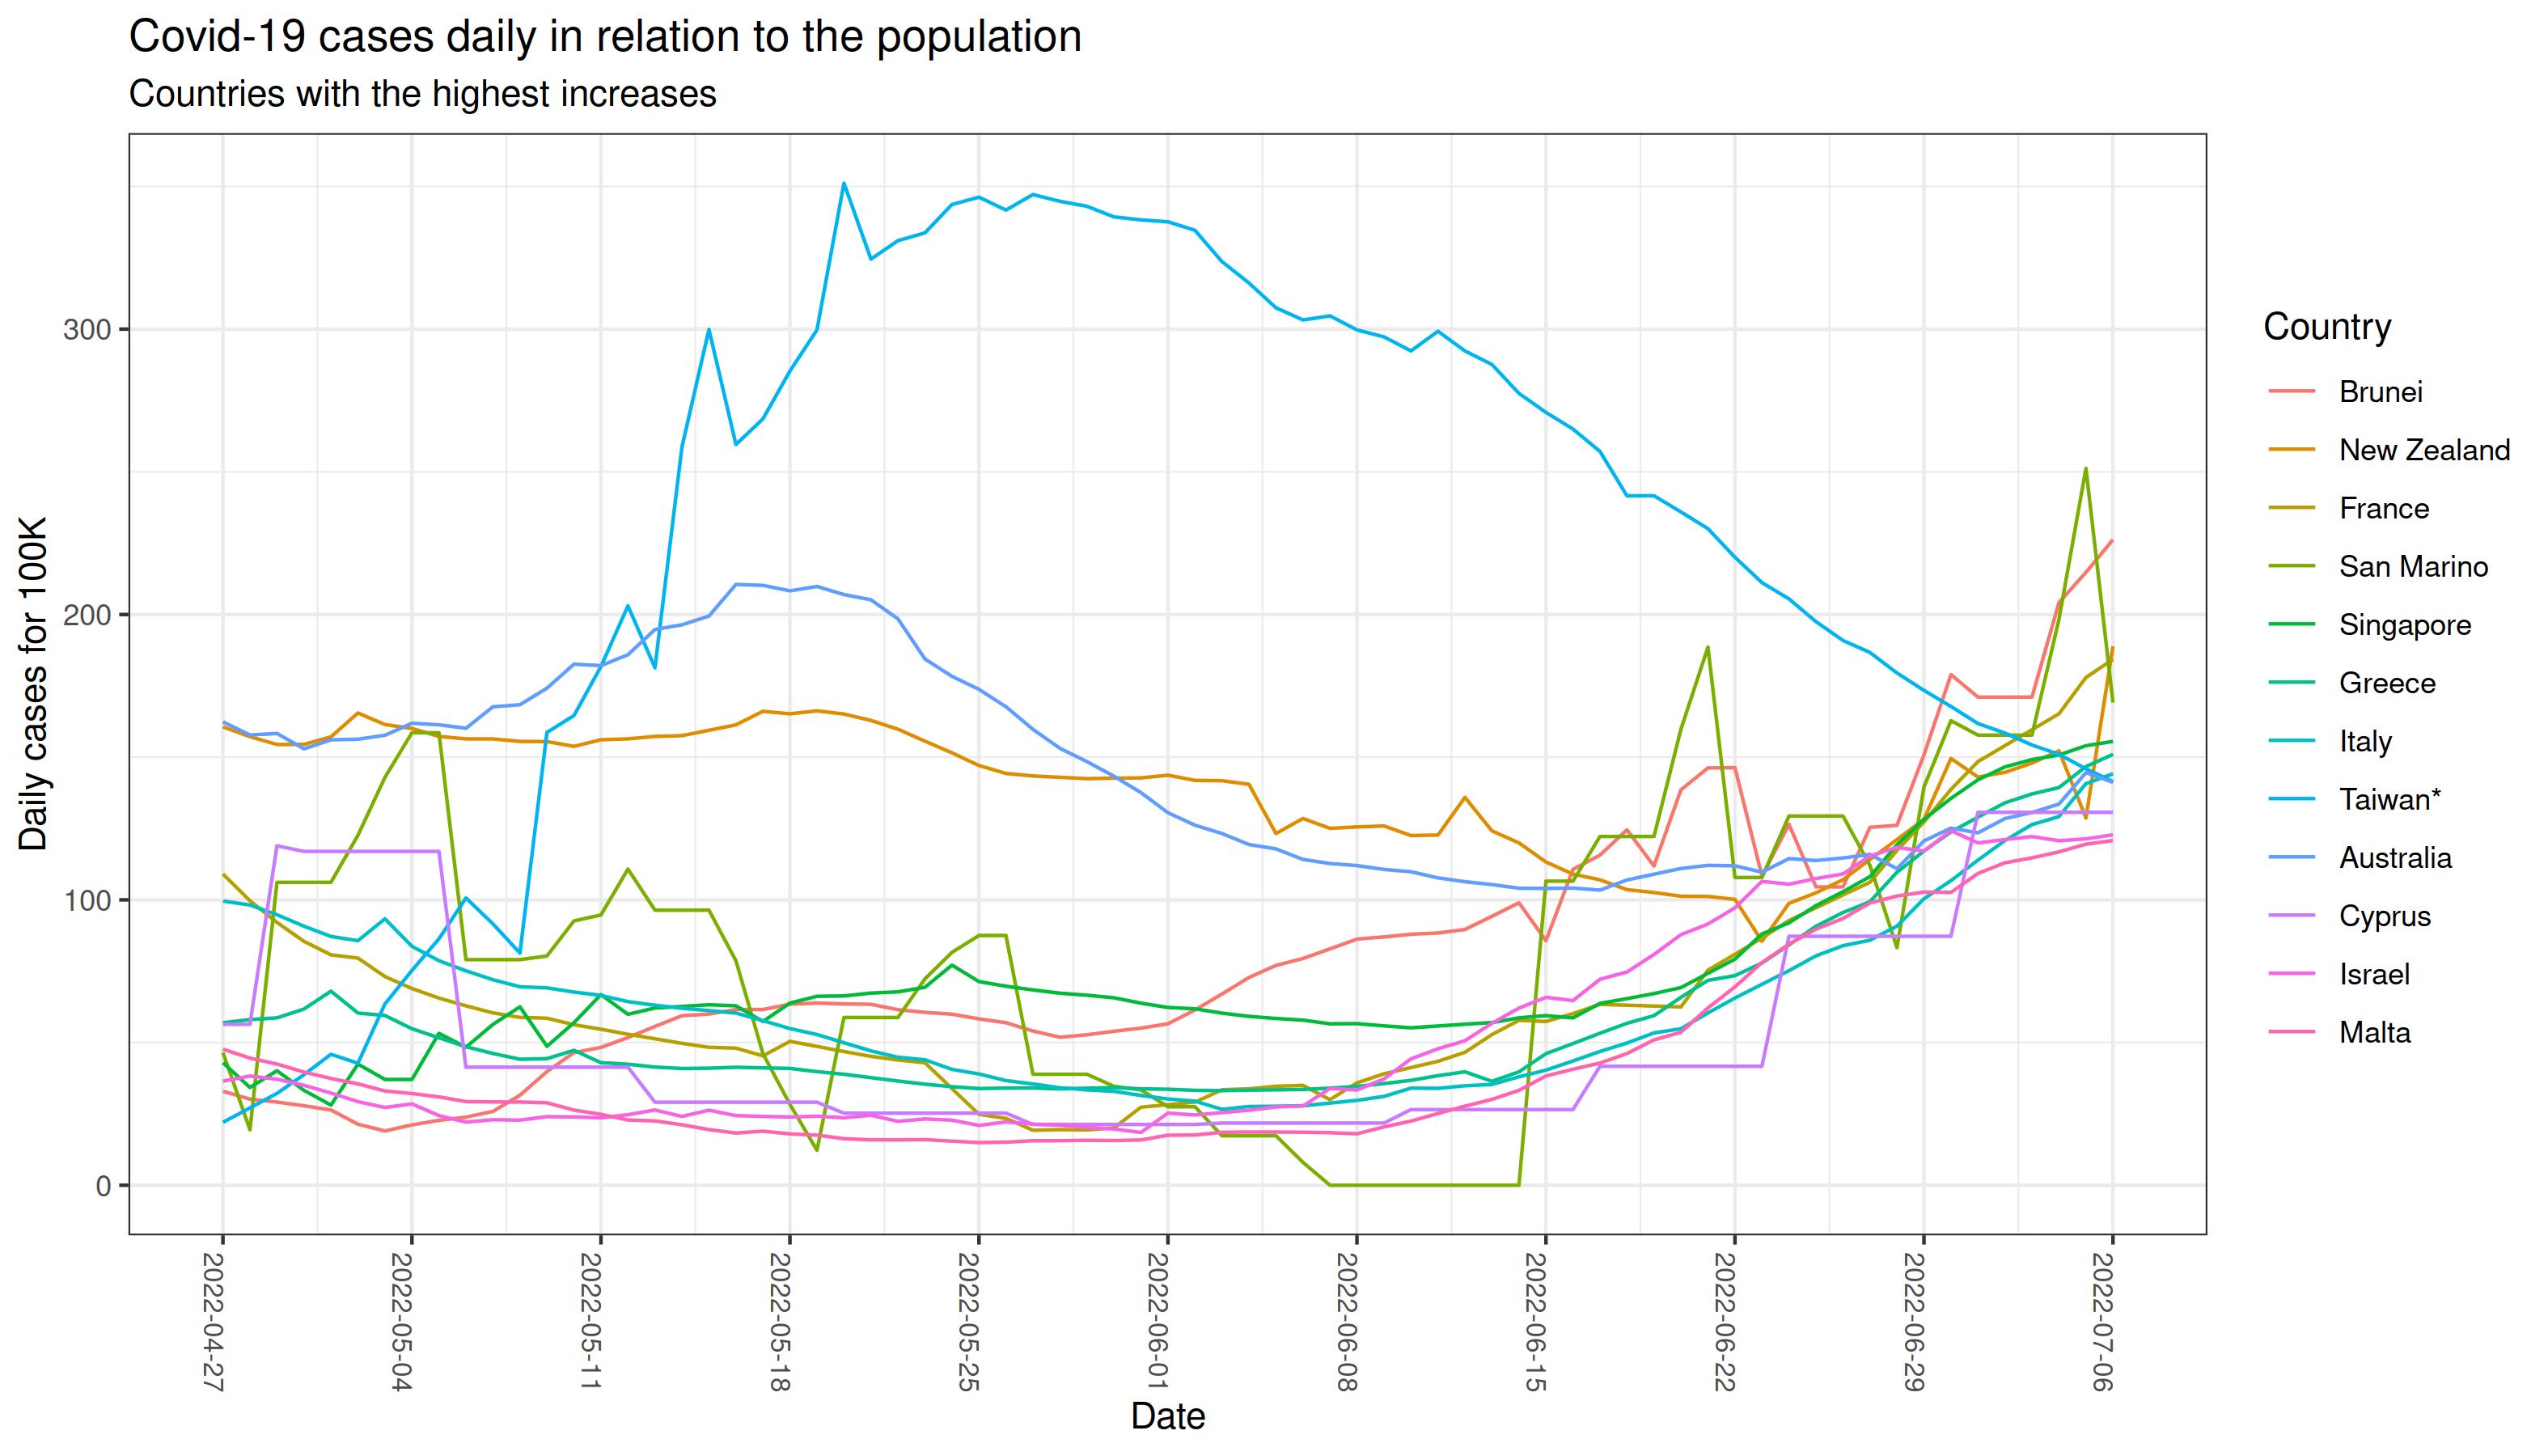 Covid-19 cases daily in relation to the population
Countries with the highest increases
Daily cases for 100K
300
200
100
0
2022-04-27
2022-05-04
2022-05-11
2022-05-18
2022-05-25
2022-06-01
2022-06-08
2022-06-15
2022-06-22
2022-06-29
2022-07-06
Date
Country
Brunei
New Zealand
France
San Marino
Singapore
Greece
Italy
Taiwan*
Australia
Cyprus
Israel
Malta